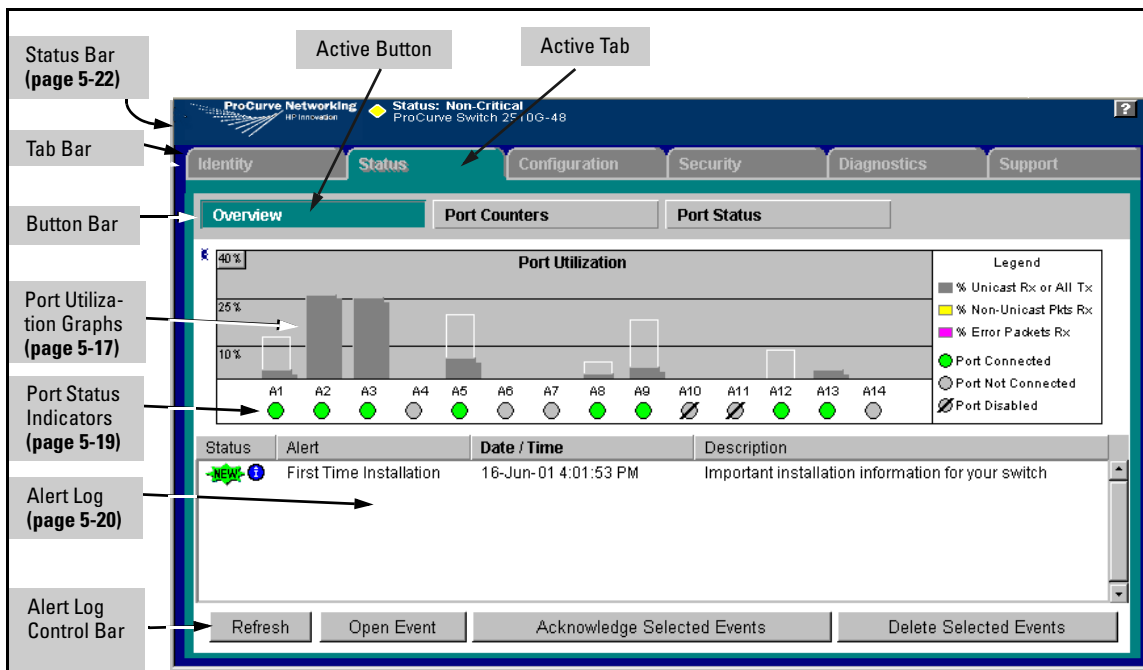 Active Button
Active Tab
Status Bar
(page 5-22)
ProCurve Networking
HP Innovation
Status: Non-Critical
ProCurve Switch 2510G-48
?
Tab Bar
Identity
Status
Configuration
Security
Diagnostics
Support
Button Bar
Overview
Port Counters
Port Status
40%
Port Utilization
Legend
% Unicast Rx or All Tx
Port Utiliza-
tion Graphs
(page 5-17)
25%
% Non-Unicast Pkts Rx
% Error Packets Rx
10%
Port Connected
Port Not Connected
Port Disabled
Port Status
Indicators
(page 5-19)
A1 A2 A3 A4 A5 A6 A7 A8 A9 A10 A11 A12 A13 A14
Status Alert Date / Time Description
NEW i First Time Installation 16-Jun-01 4:01:53 PM Important installation information for your switch
Alert Log
(page 5-20)
Alert Log
Control Bar
Refresh
Open Event
Acknowledge Selected Events
Delete Selected Events